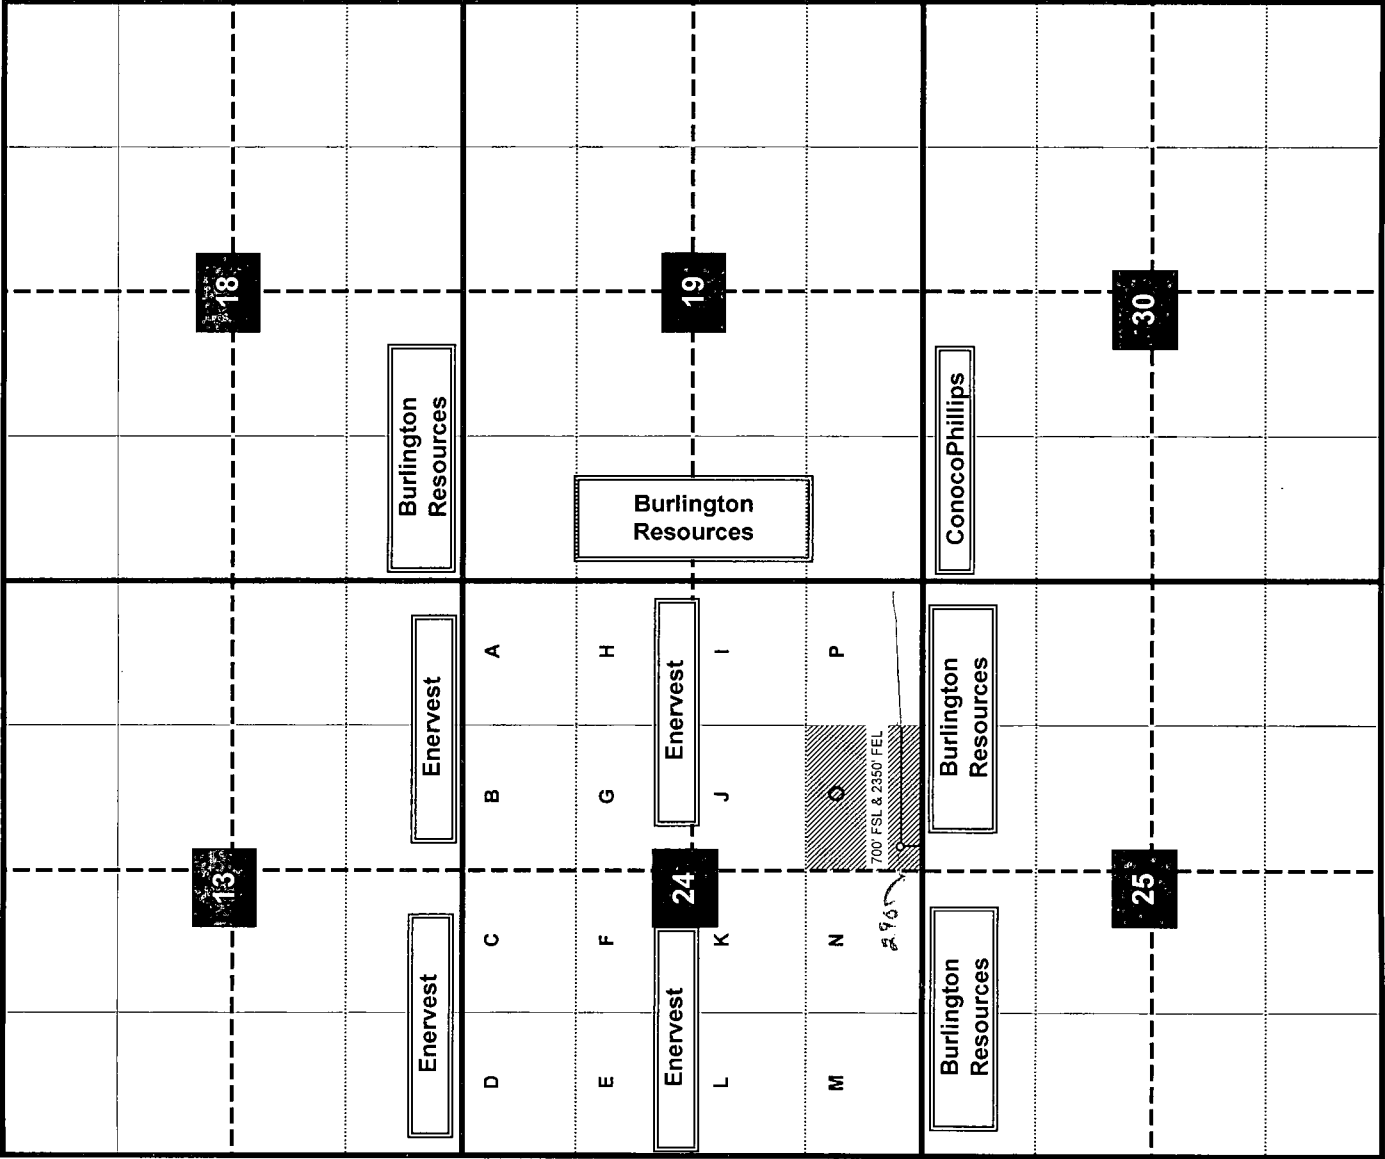 13
18
Enervest
Enervest
Burlington
Resources
D C B A
E F G H
Enervest
24
Enervest
Burlington
Resources
19
L K J I
M N O P
700' FSL & 2350' FEL
Burlington
Resources
Burlington
Resources
ConocoPhillips
25
30